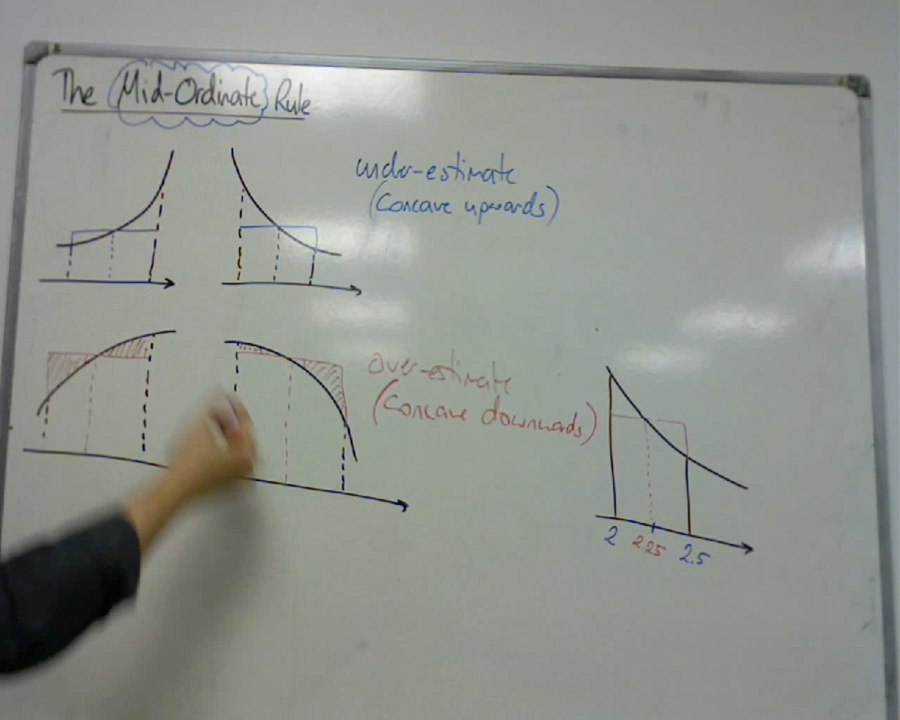 The Mid-Ordinate Rule
under-estimate
(Concave upwards)
over-estimate
(Concave downwards)
2 2.25 2.5